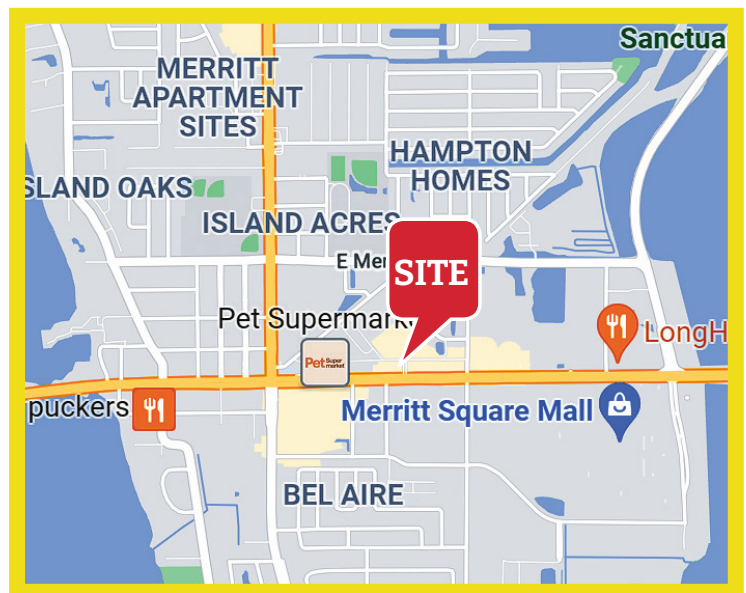 Sanctua
MERRITT
APARTMENT
SITES
HAMPTON
HOMES
SLAND OAKS
ISLAND ACRES
E Mer
SITE
Pet Supermark
Pet Super
market
LongH
puckers
Merritt Square Mall
BEL AIRE